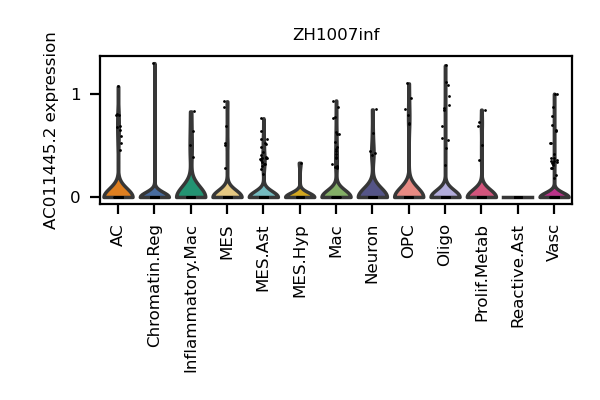 ZH1007inf
AC011445.2 expression
1
0
AC
Chromatin.Reg
Inflammatory.Mac
MES
MES.Ast
MES.Hyp
Mac
Neuron
OPC
Oligo
Prolif.Metab
Reactive.Ast
Vasc